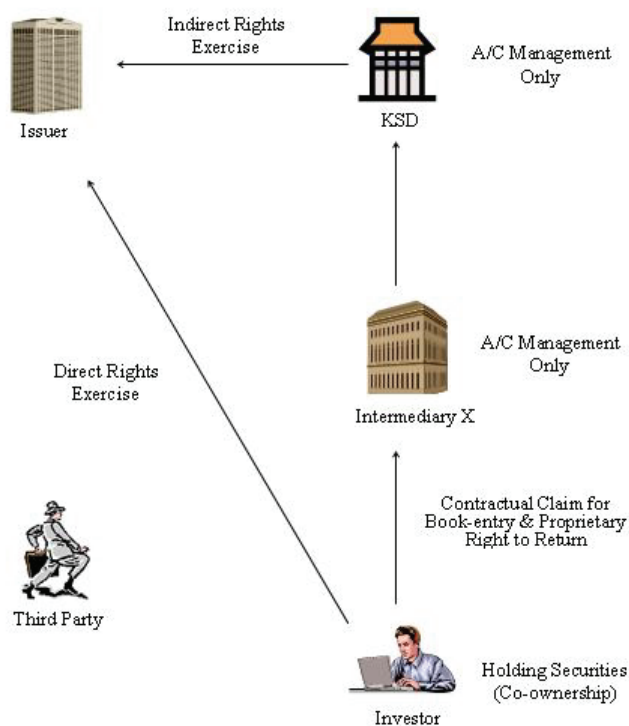 Indirect Rights
Exercise
A/C Management
Only
Issuer
KSD
Direct Rights
Exercise
A/C Management
Only
Intermediary X
Contractual Claim for
Book-entry & Proprietary
Right to Return
Third Party
Holding Securities
(Co-ownership)
Investor